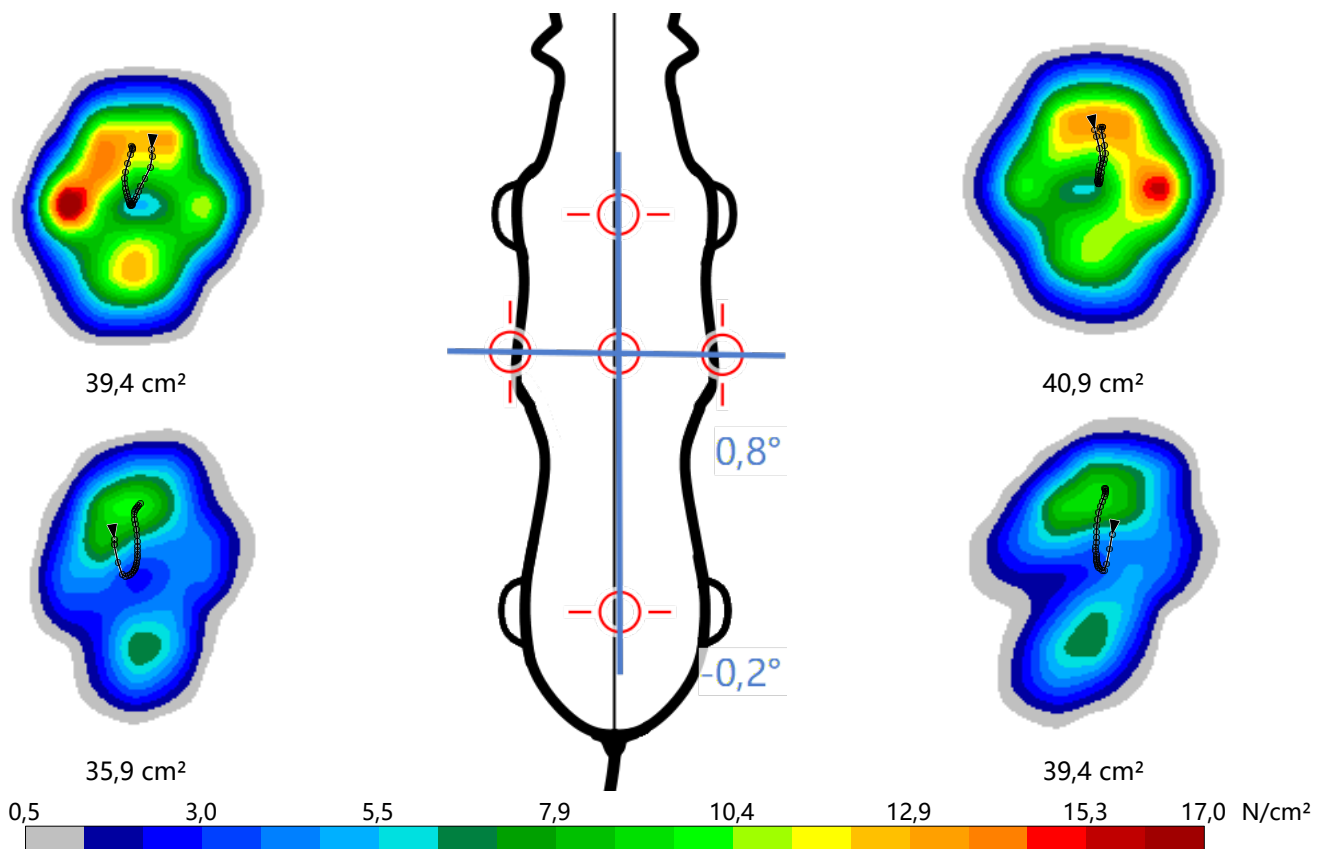 39,4 cm²
40,9 cm²
0,8°
-0,2°
35,9 cm²
39,4 cm²
0,5 3,0 5,5 7,9 10,4 12,9 15,3 17,0 N/cm²